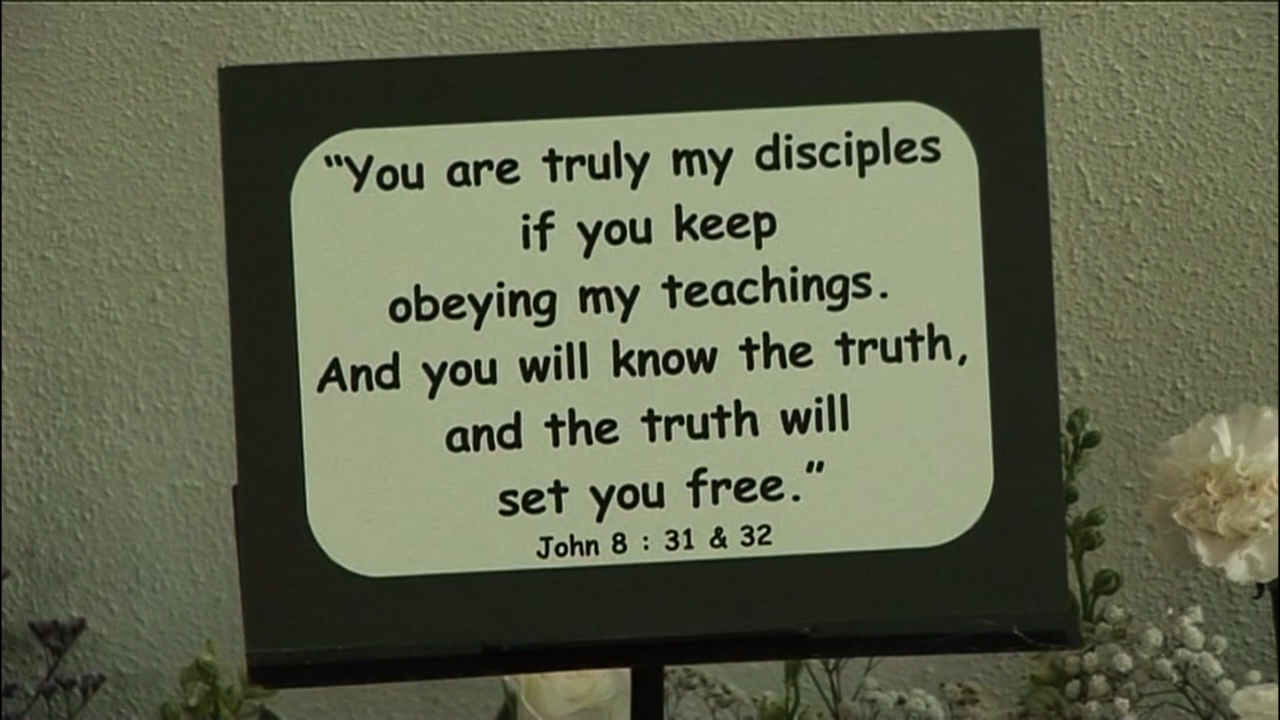 “You are truly my disciples
if you keep
obeying my teachings.
And you will know the truth,
and the truth will
set you free.”
John 8 : 31 & 32